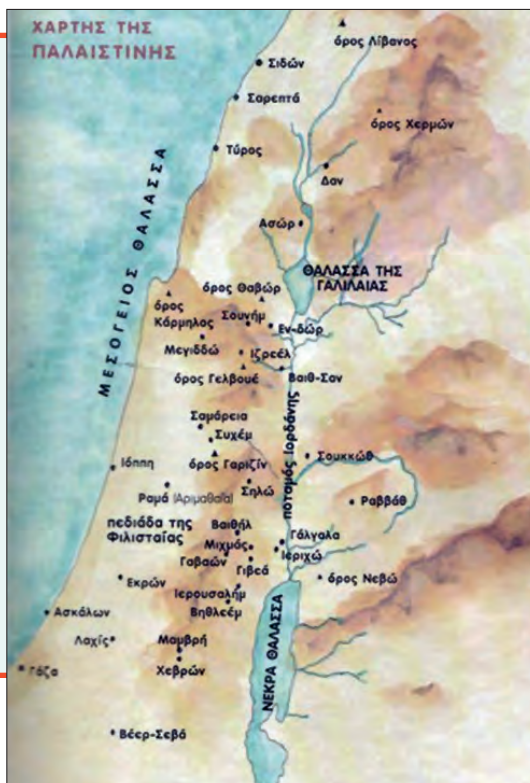 ΧΑΡΤΗΣ ΤΗΣ
ΠΑΛΑΙΣΤΙΝΗΣ
όρος Λίβανος
Σιδών
Σαρεπτά
όρος Χερμών
Τύρος
Δαν
Ασώρ
ΜΕΣΟΓΕΙΟΣ ΘΑΛΑΣΣΑ
ΘΑΛΑΣΣΑ ΤΗΣ
ΓΑΛΙΛΑΙΑΣ
όρος Θαβώρ
όρος
Κάρμηλος
Σουνήμ
Εν-δώρ
Μεγιδδώ
Ιζρεέλ
όρος Γελβουέ
Βαιθ-Σαν
ποταμός Ιορδάνης
Σαμάρεια
Συχέμ
Σουκκώθ
όρος Γαριζίν
Ιόππη
Σηλώ
Ραμά (Αριμαθαία)
Ραββάθ
πεδιάδα της
Φιλισταίας
Βαιθήλ
Γάλγαλα
Μιχμάς
Ιεριχώ
Γαβαών
Γιβεά
Εκρών
όρος Νεβώ
Ιερουσαλήμ
Βηθλεέμ
Ασκάλων
Λαχίς
Μαμβρή
Χεβρών
Γάζα
ΝΕΚΡΑ ΘΑΛΑΣΣΑ
Βέερ-Σεβά